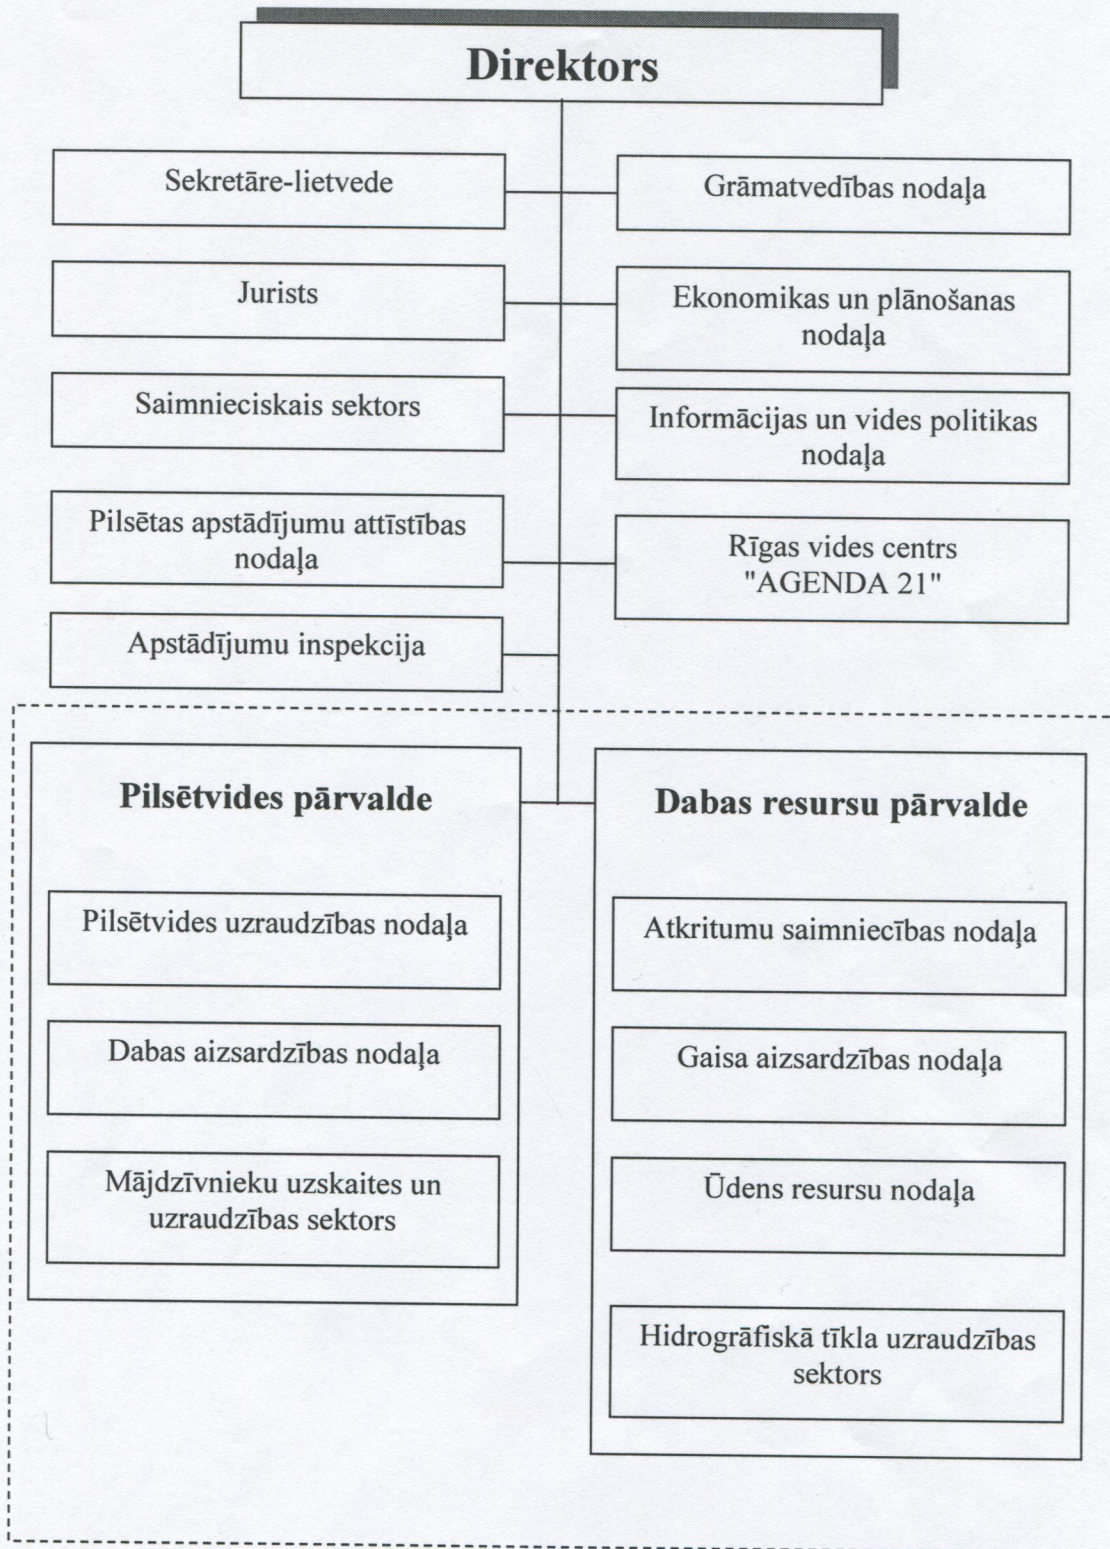 Direktors
Sekretāre-lietvede
Grāmatvedības nodaļa
Jurists
Ekonomikas un plānošanas
nodaļa
Saimnieciskais sektors
Informācijas un vides politikas
nodaļa
Pilsētas apstādījumu attīstības
nodaļa
Rīgas vides centrs
"AGENDA 21"
Apstādījumu inspekcija
Pilsētvides pārvalde
Pilsētvides uzraudzības nodaļa
Dabas aizsardzības nodaļa
Mājdzīvnieku uzskaites un
uzraudzības sektors
Dabas resursu pārvalde
Atkritumu saimniecības nodaļa
Gaisa aizsardzības nodaļa
Ūdens resursu nodaļa
Hidrogrāfiskā tīkla uzraudzības
sektors